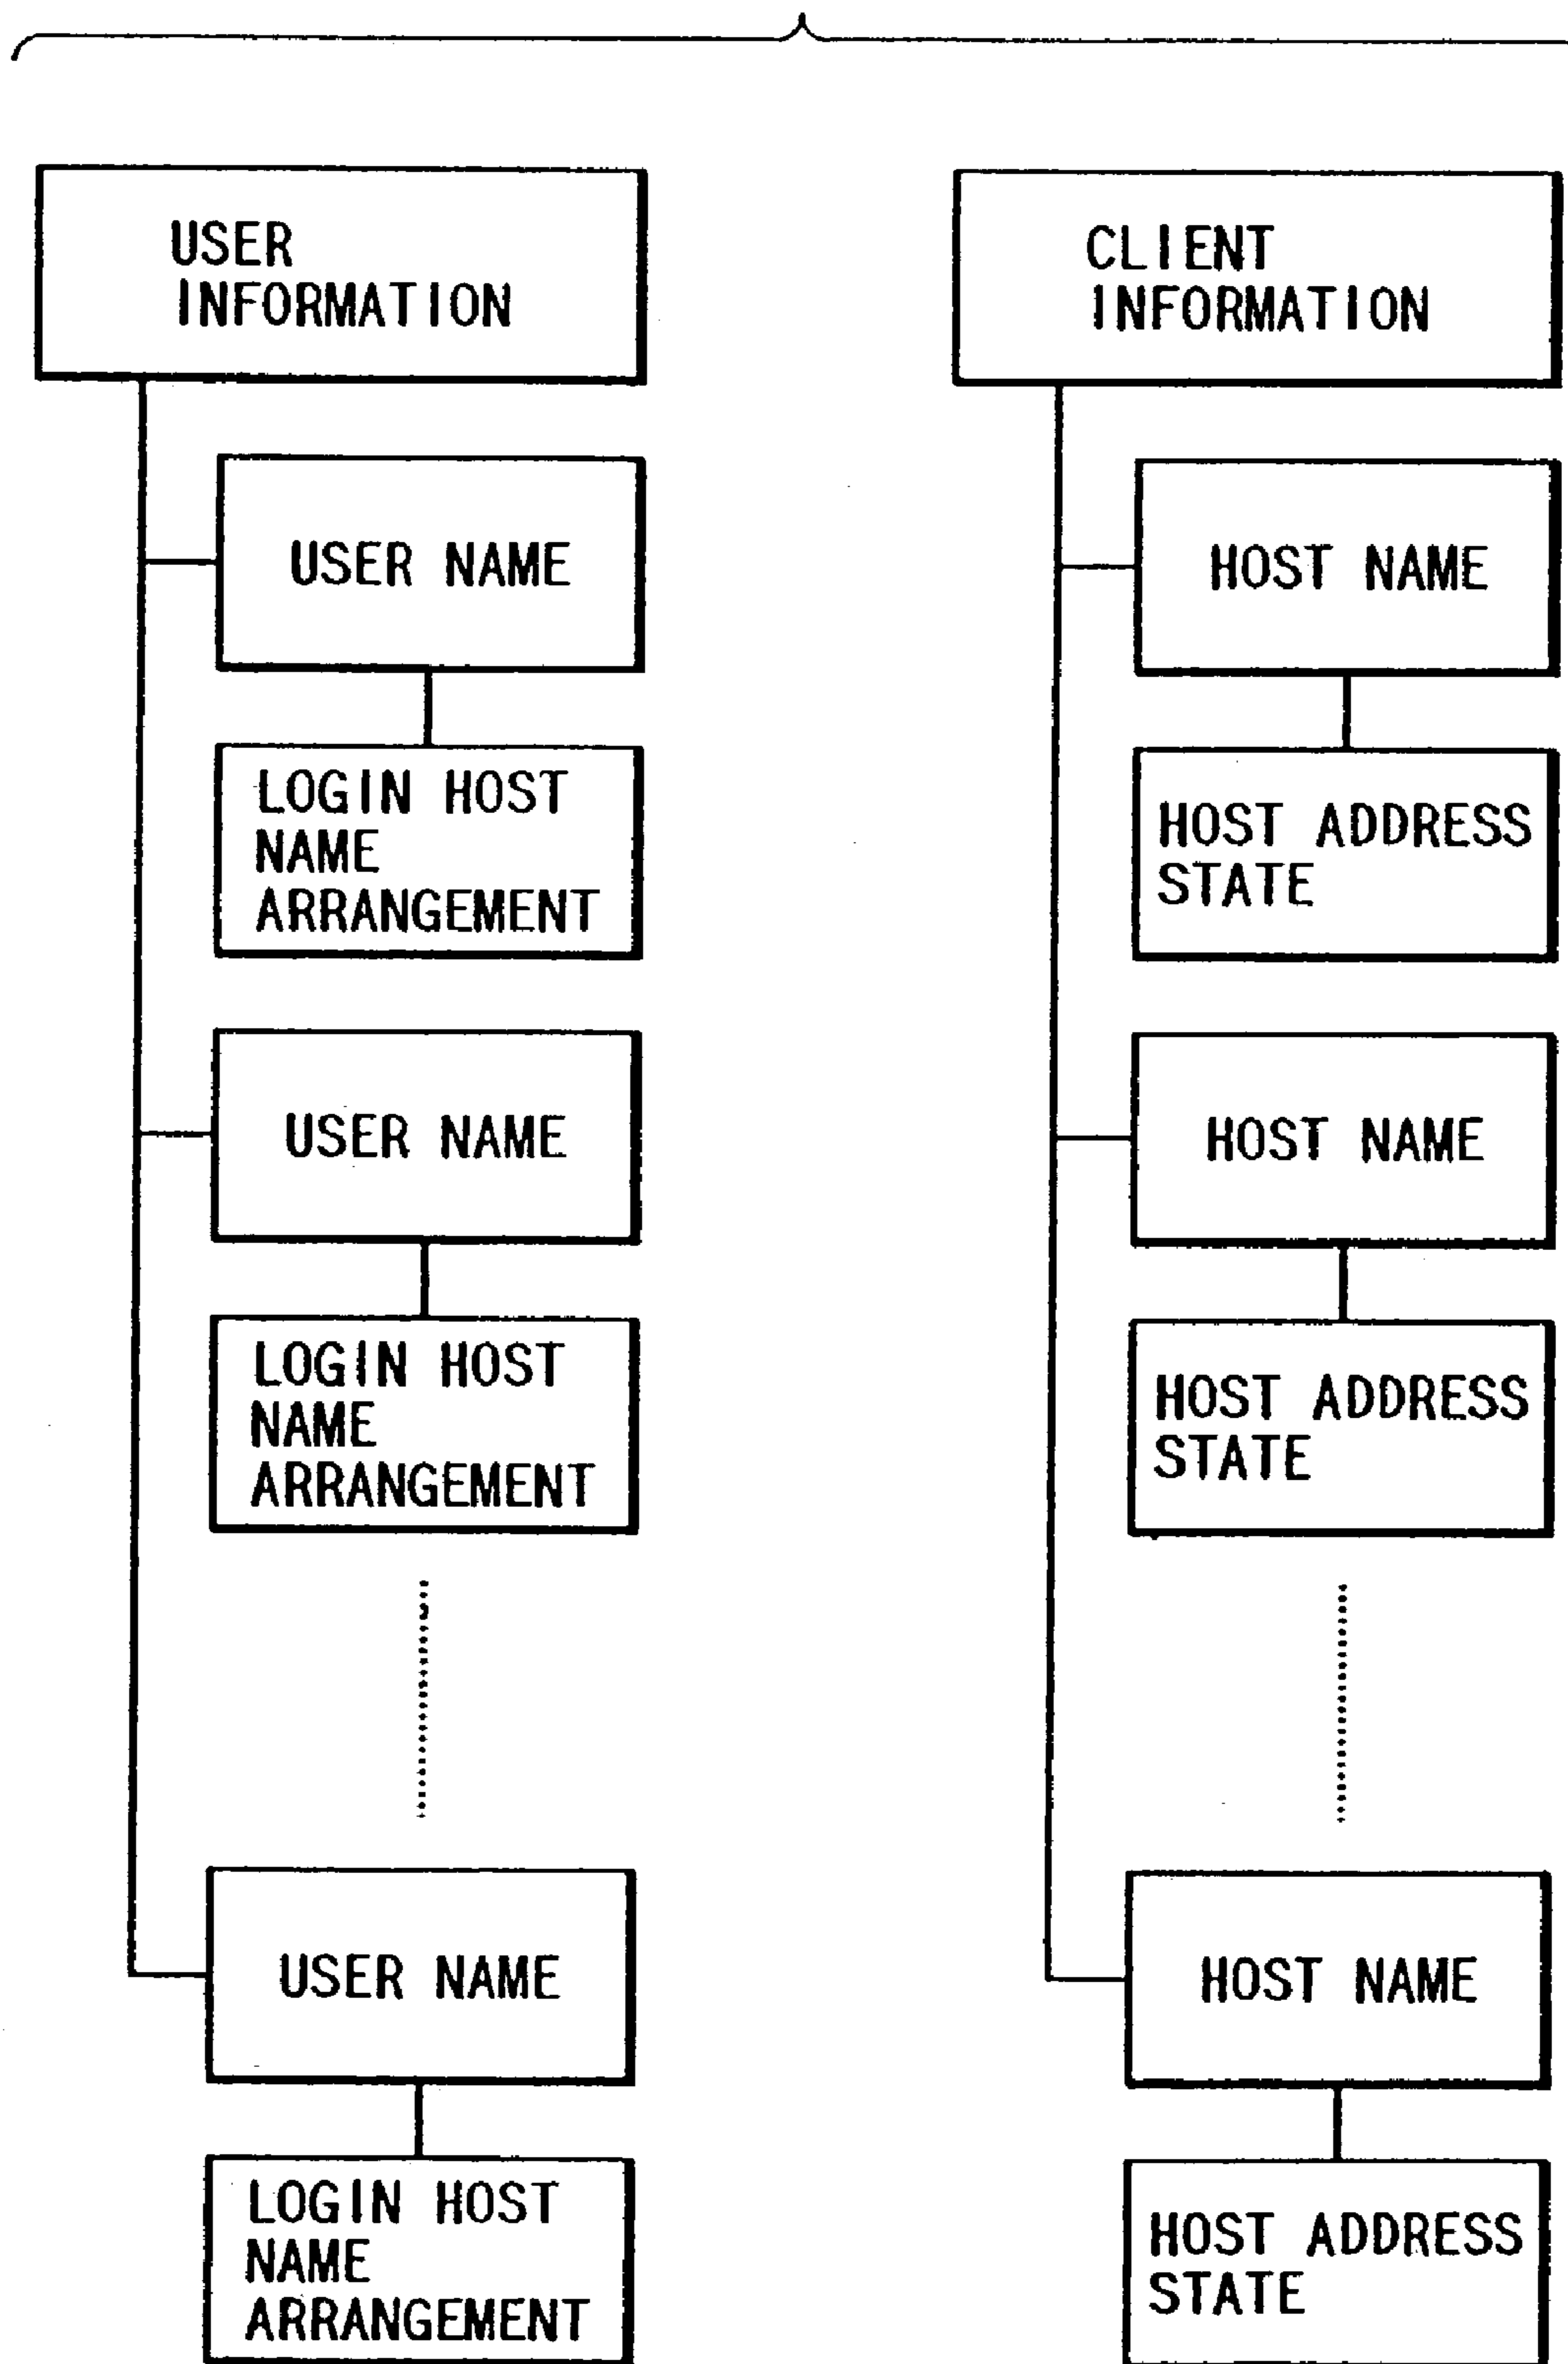 USER
INFORMATION
USER NAME
LOGIN HOST
NAME
ARRANGEMENT
USER NAME
LOGIN HOST
NAME
ARRANGEMENT
USER NAME
LOGIN HOST
NAME
ARRANGEMENT
CLIENT
INFORMATION
HOST NAME
HOST ADDRESS
STATE
HOST NAME
HOST ADDRESS
STATE
HOST NAME
HOST ADDRESS
STATE